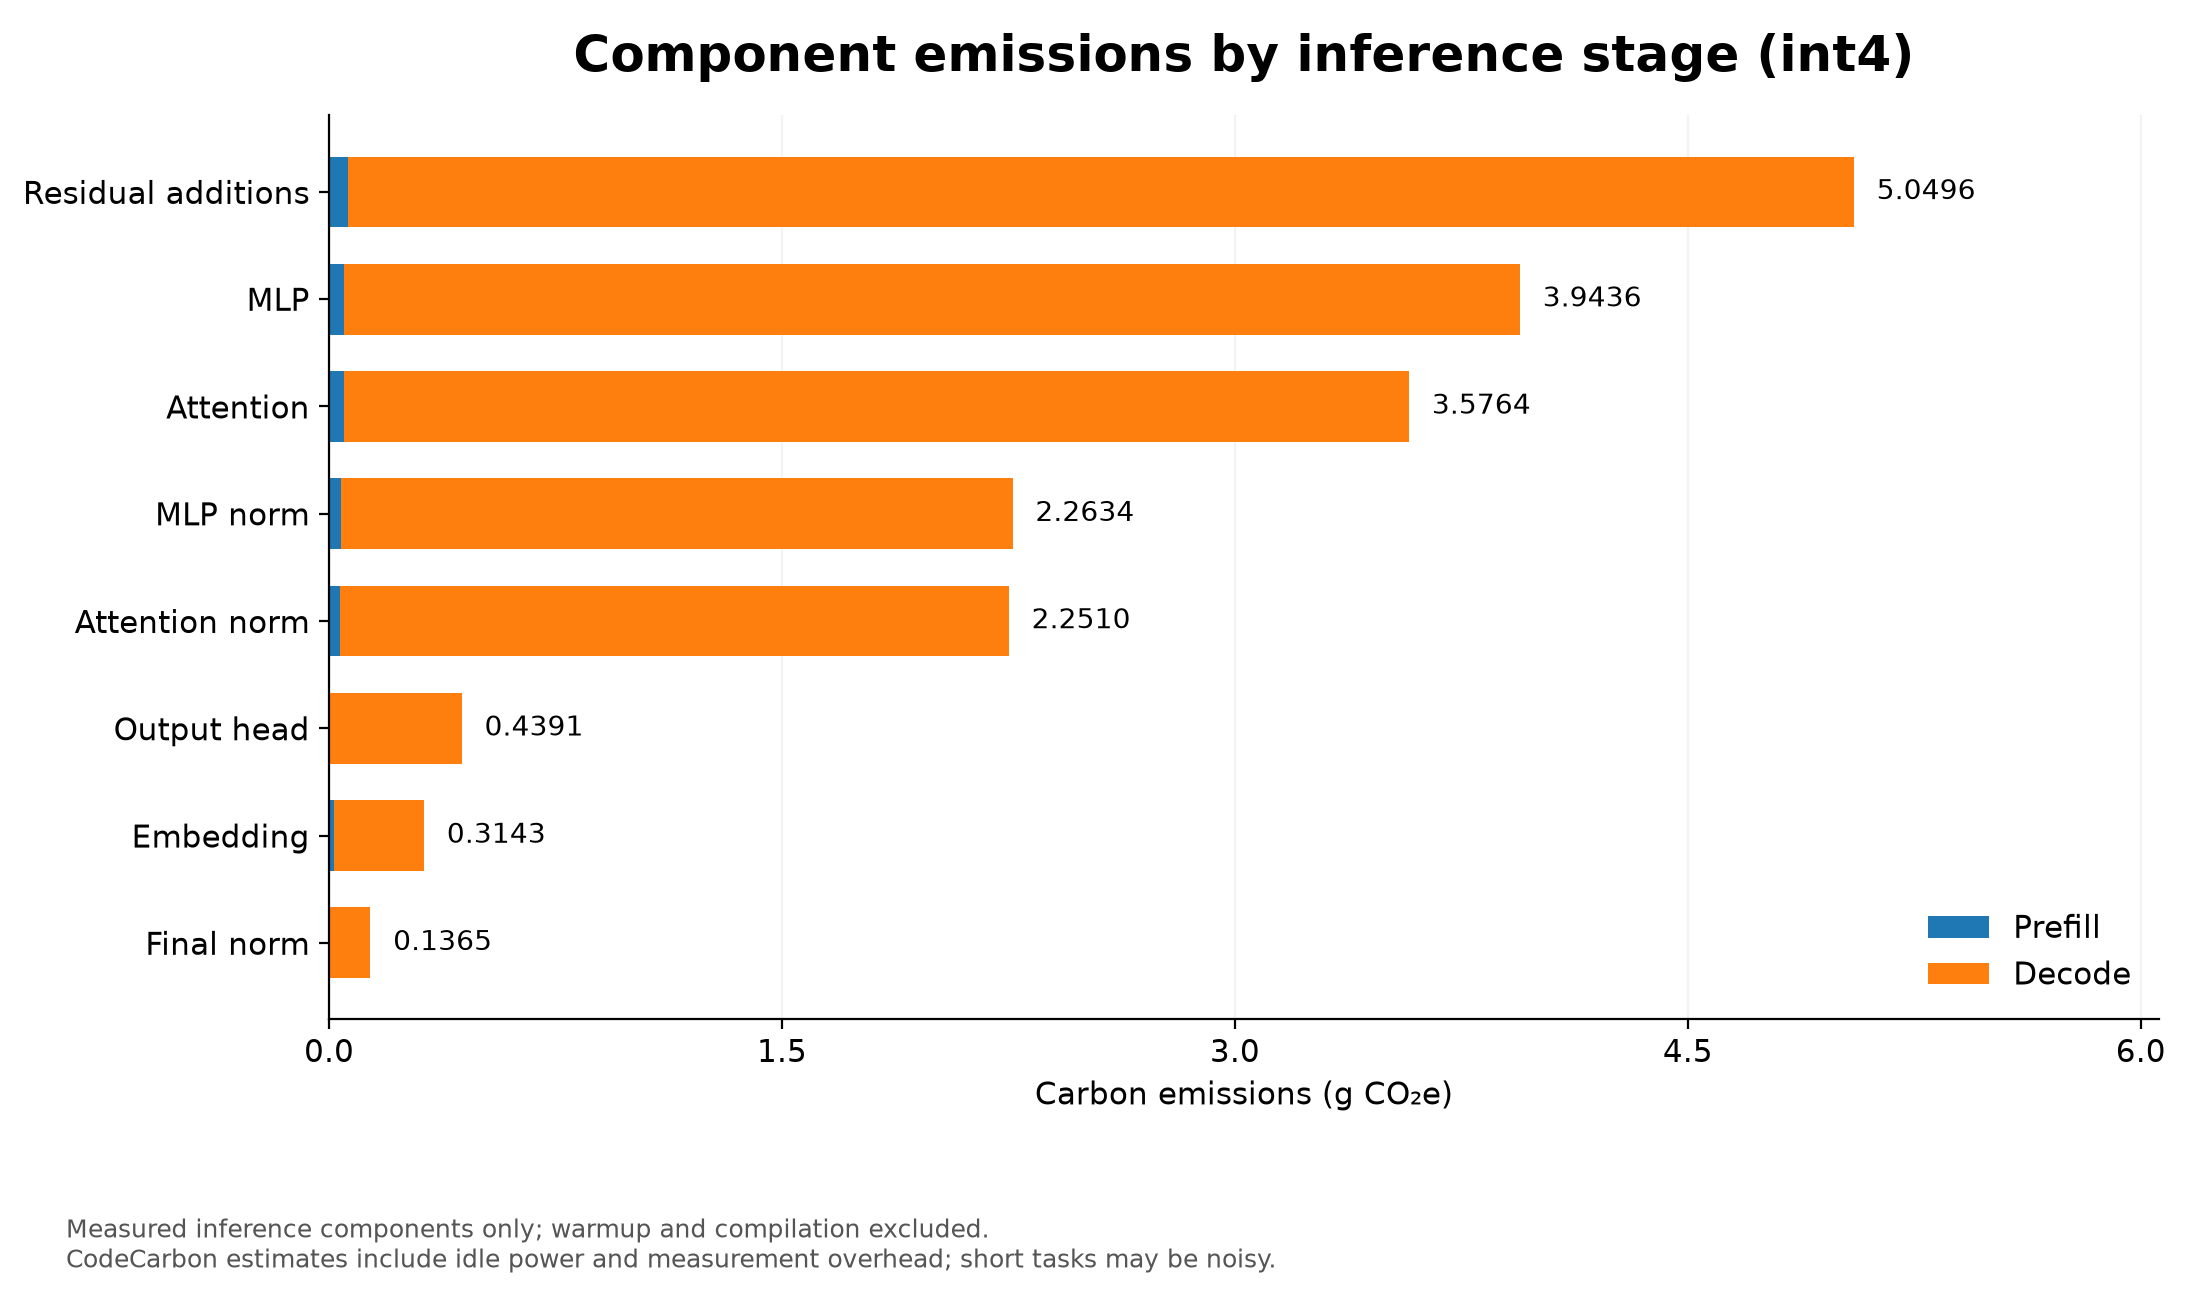 Component emissions by inference stage (int4)
Residual additions
5.0496
MLP
3.9436
Attention
3.5764
MLP norm
2.2634
Attention norm
2.2510
Output head
0.4391
Embedding
0.3143
Final norm
0.1365
Prefill
Decode
0.0 1.5 3.0 4.5 6.0
Carbon emissions (g CO₂e)
Measured inference components only; warmup and compilation excluded.
CodeCarbon estimates include idle power and measurement overhead; short tasks may be noisy.